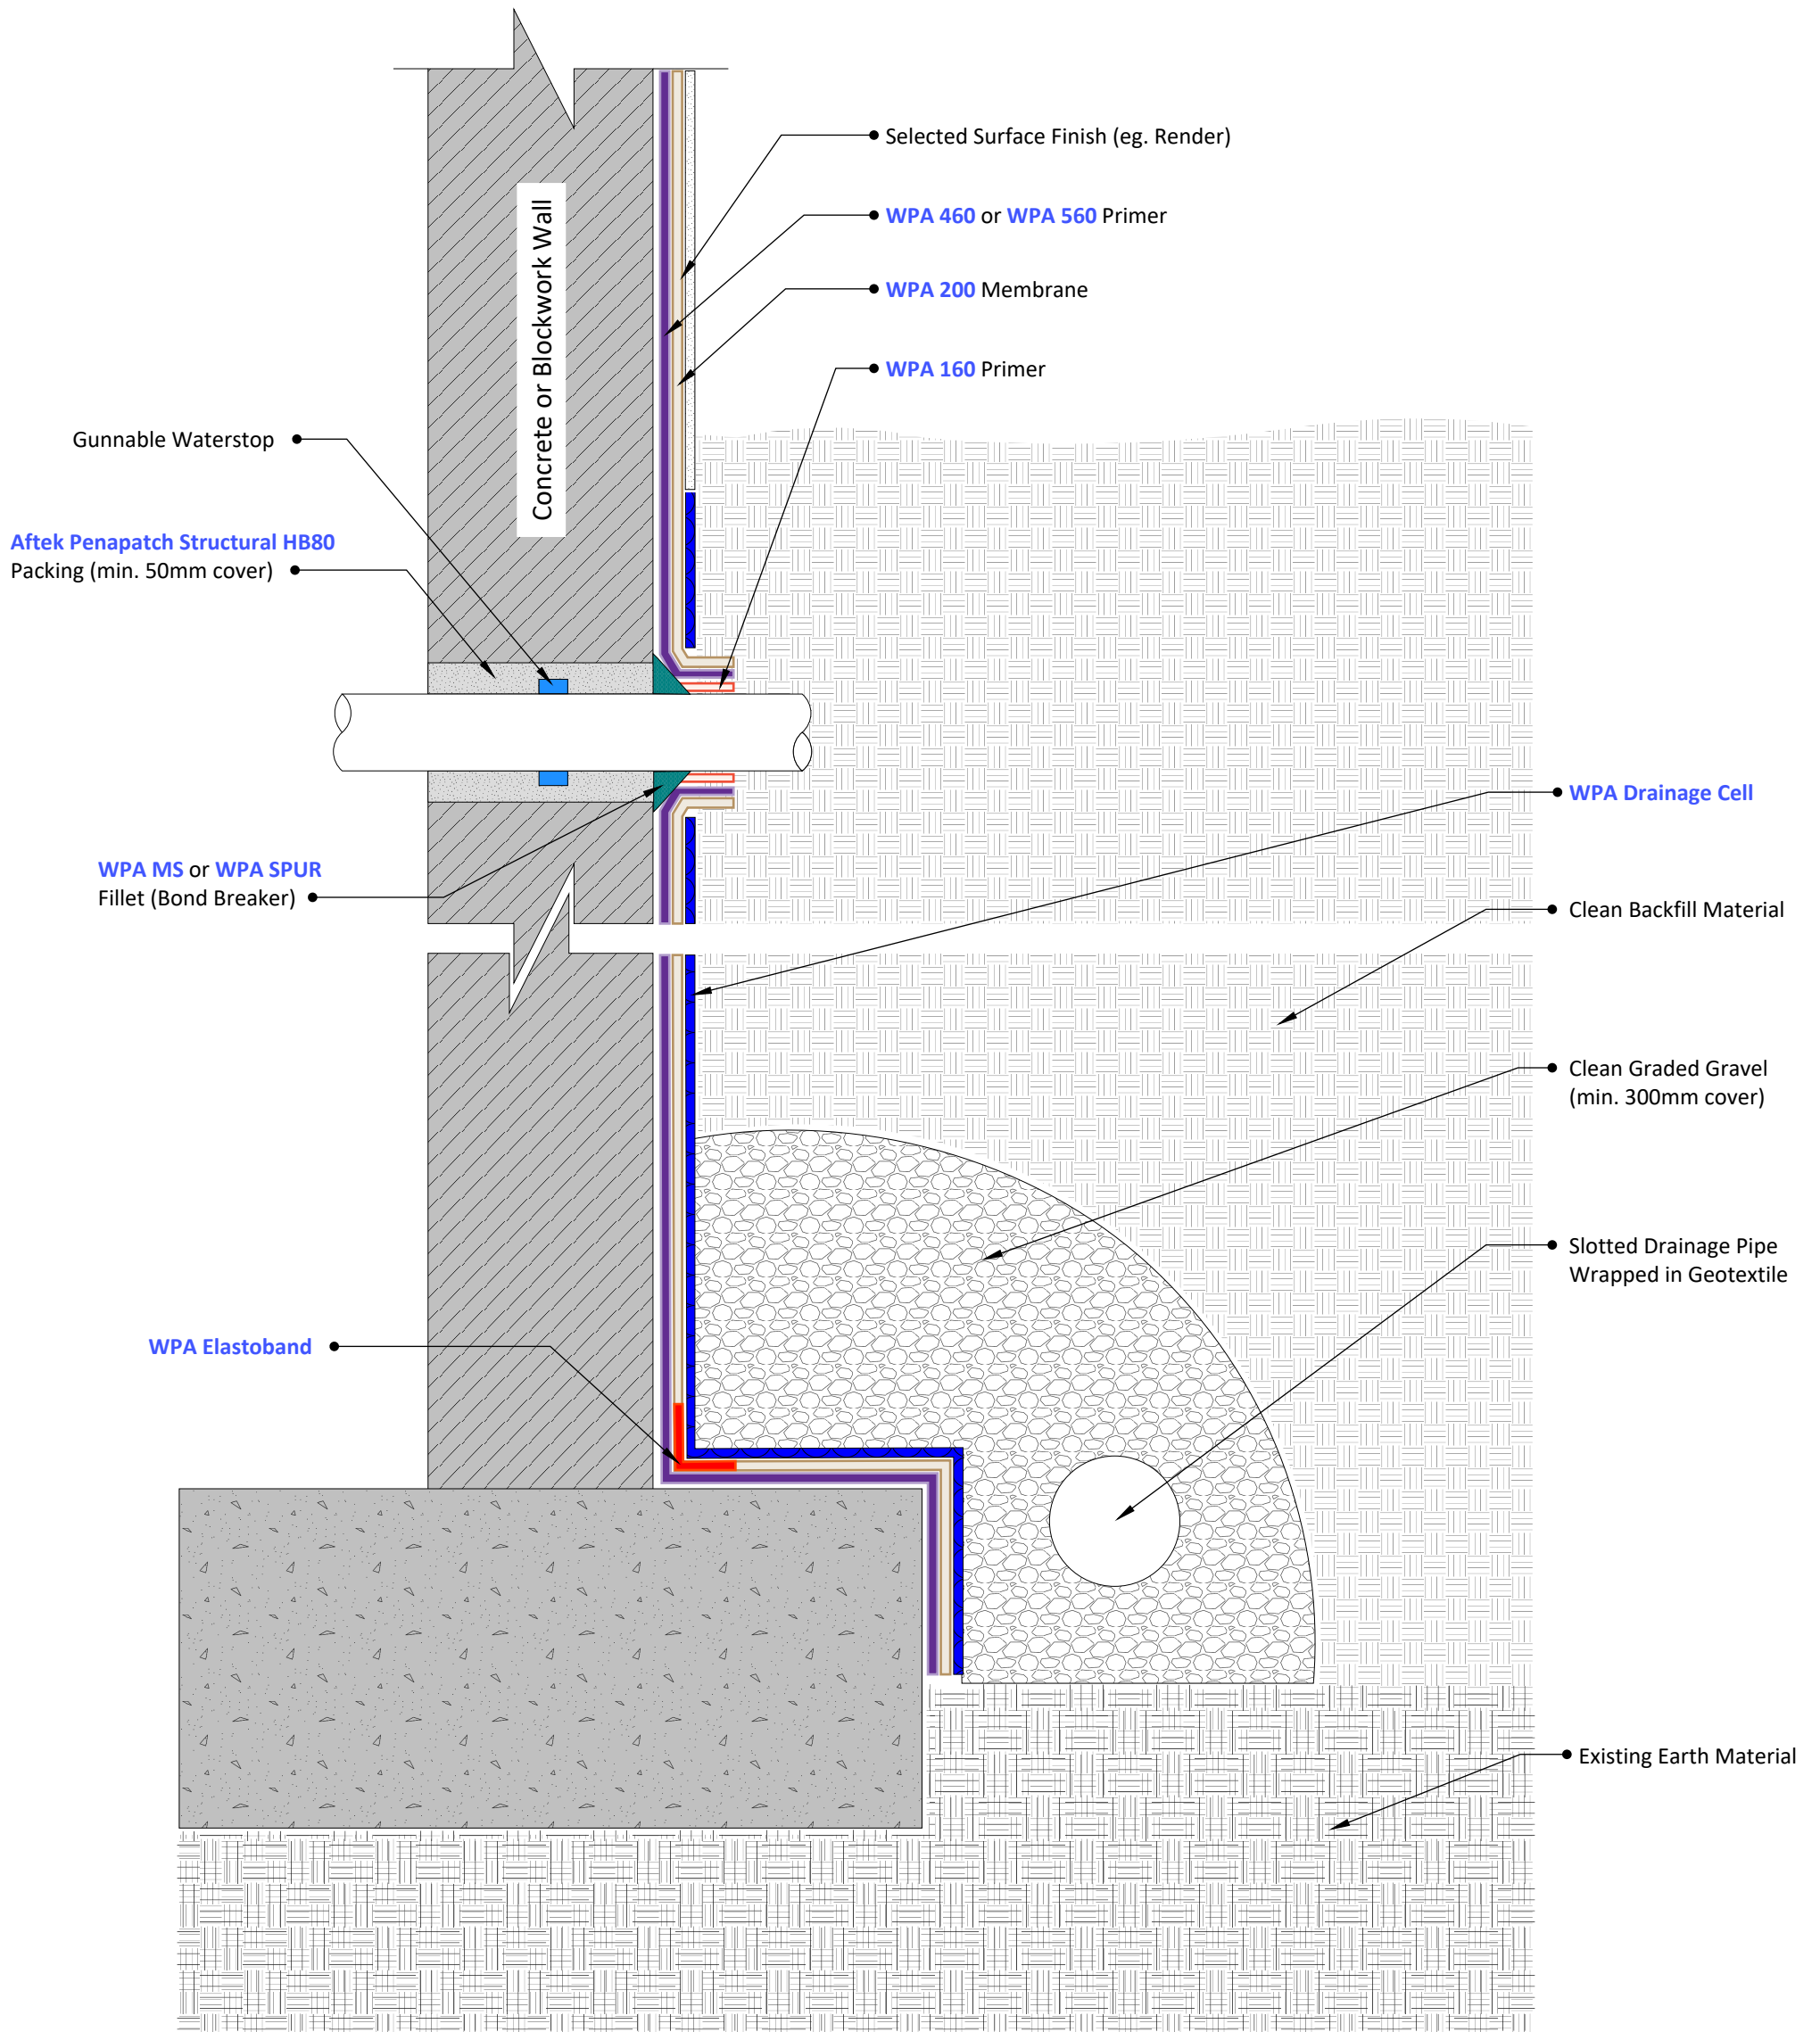 Selected Surface Finish (eg. Render)
WPA 460 or WPA 560 Primer
WPA 200 Membrane
WPA 160 Primer
Concrete or Blockwork Wall
Gunnable Waterstop
Aftek Penapatch Structural HB80
Packing (min. 50mm cover)
WPA Drainage Cell
WPA MS or WPA SPUR
Fillet (Bond Breaker)
Clean Backfill Material
Clean Graded Gravel
(min. 300mm cover)
Slotted Drainage Pipe
Wrapped in Geotextile
WPA Elastoband
Existing Earth Material